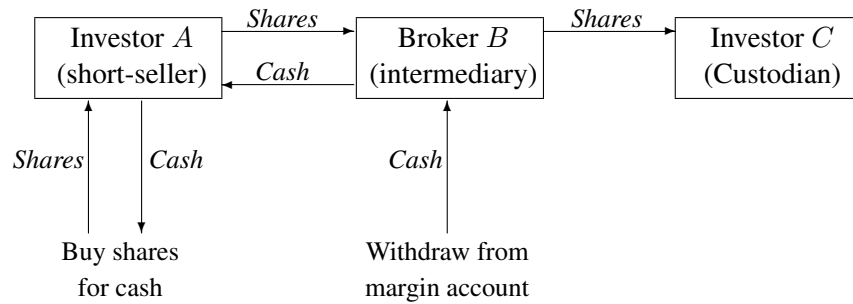 Shares
Shares
Investor A
Broker B
Investor C
(short-seller)
Cash
(intermediary)
(Custodian)
Shares
Cash
Cash
Buy shares
for cash
Withdraw from
margin account